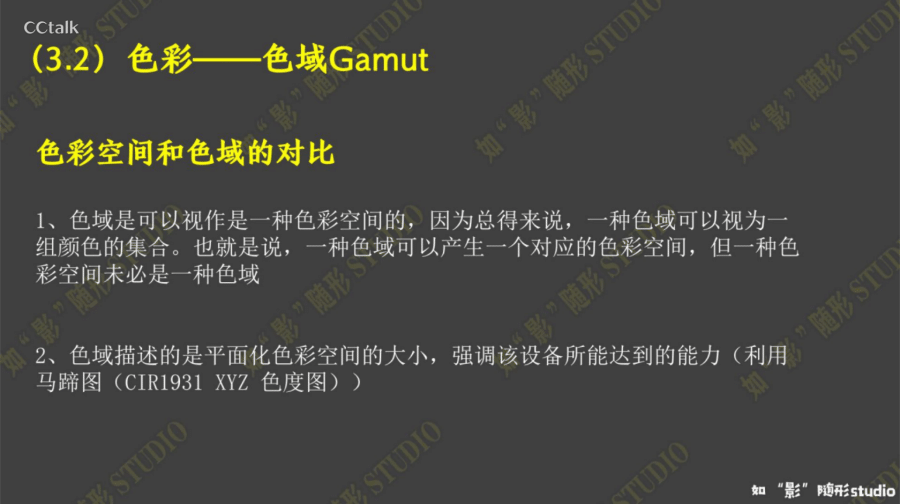 CCtalk
（3.2）色彩——色域Gamut
色彩空间和色域的对比
1、色域是可以视作是一种色彩空间的，因为总得来说，一种色域可以视为一
组颜色的集合。也就是说，一种色域可以产生一个对应的色彩空间，但一种色
彩空间未必是一种色域
2、色域描述的是平面化色彩空间的大小，强调该设备所能达到的能力（利用
马蹄图（CIR1931 XYZ 色度图））
如“影”随形studio
如“影”随形 STUDIO